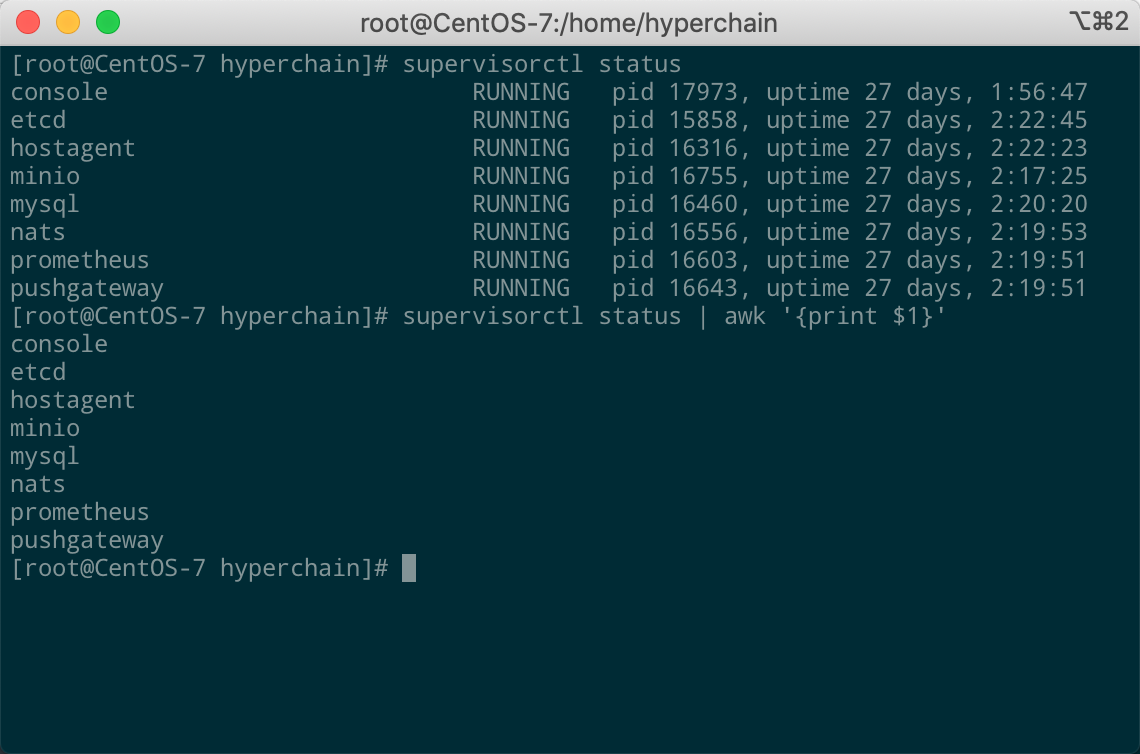 root@CentOS-7:/home/hyperchain ⌥⌘2
[root@CentOS-7 hyperchain]# supervisorctl status
console                          RUNNING   pid 17973, uptime 27 days, 1:56:47
etcd                             RUNNING   pid 15858, uptime 27 days, 2:22:45
hostagent                        RUNNING   pid 16316, uptime 27 days, 2:22:23
minio                            RUNNING   pid 16755, uptime 27 days, 2:17:25
mysql                            RUNNING   pid 16460, uptime 27 days, 2:20:20
nats                             RUNNING   pid 16556, uptime 27 days, 2:19:53
prometheus                       RUNNING   pid 16603, uptime 27 days, 2:19:51
pushgateway                      RUNNING   pid 16643, uptime 27 days, 2:19:51
[root@CentOS-7 hyperchain]# supervisorctl status | awk '{print $1}'
console
etcd
hostagent
minio
mysql
nats
prometheus
pushgateway
[root@CentOS-7 hyperchain]#